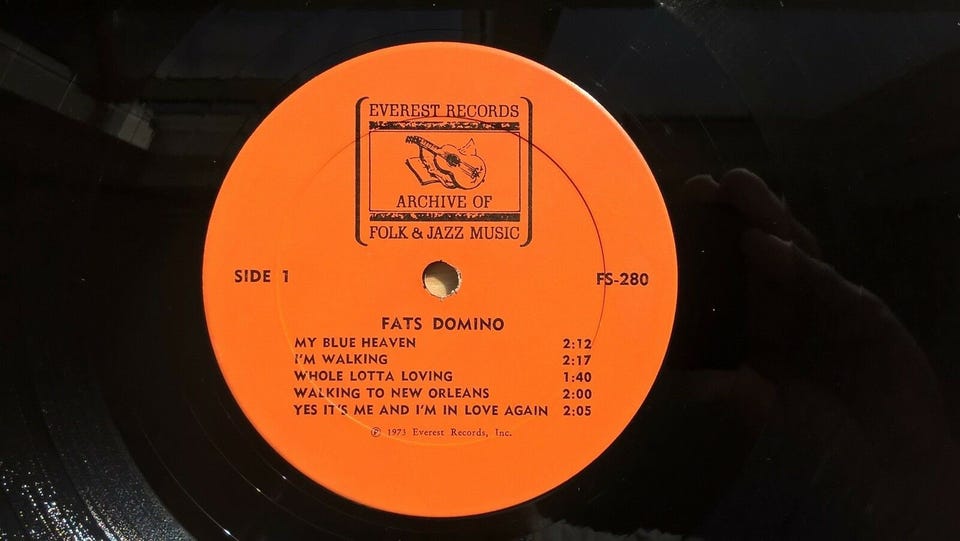 EVEREST RECORDS
ARCHIVE OF
FOLK & JAZZ MUSIC
SIDE 1
FS-280
FATS DOMINO
MY BLUE HEAVEN 2:12
I'M WALKING 2:17
WHOLE LOTTA LOVING 1:40
WALKING TO NEW ORLEANS 2:00
YES IT'S ME AND I'M IN LOVE AGAIN 2:05
℗ 1973 Everest Records, Inc.